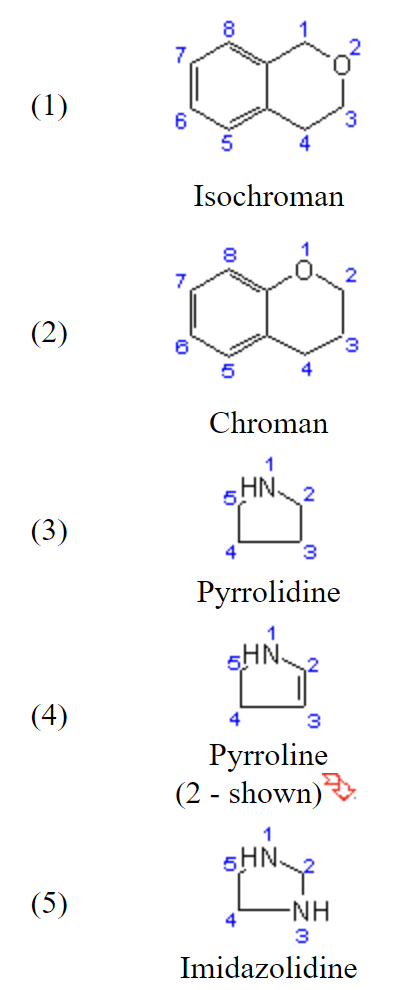 8 1
7 O 2
(1)
6 3
5 4
Isochroman
1
8 O 2
7
(2)
6 3
5 4
Chroman
1
5 HN 2
(3)
4 3
Pyrrolidine
1
5 HN 2
(4)
4 3
Pyrroline
(2 - shown)
1
5 HN 2
(5)
4 NH
3
Imidazolidine